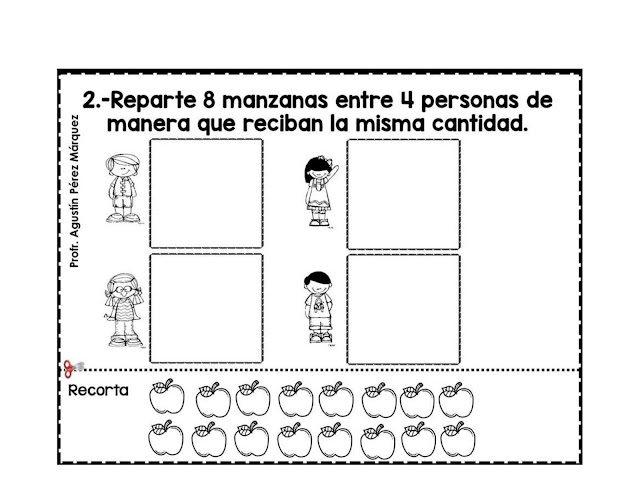 2.-Reparte 8 manzanas entre 4 personas de
manera que reciban la misma cantidad.
Profr. Agustín Pérez Márquez
Recorta